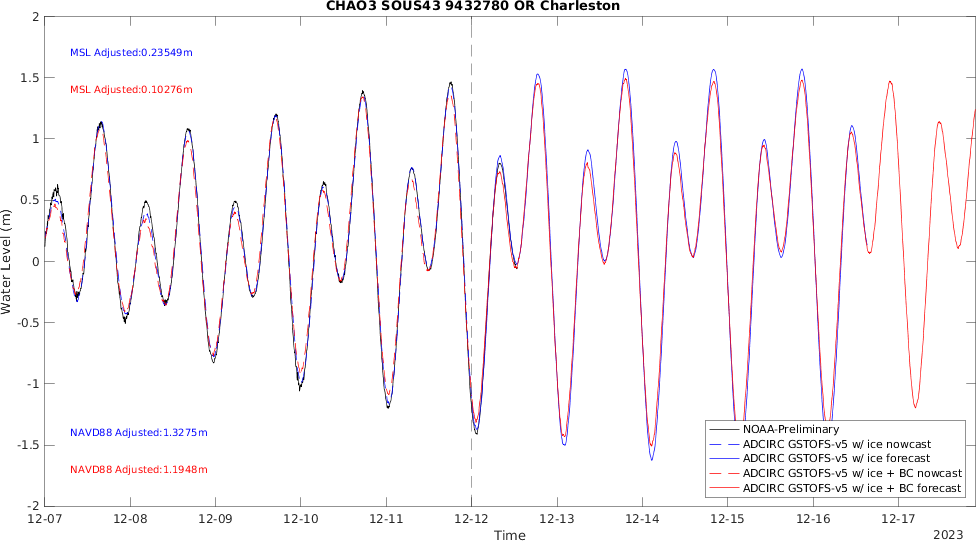 CHAO3 SOUS43 9432780 OR Charleston
2
1.5
1
0.5
0
-0.5
-1
-1.5
-2
Water Level (m)
MSL Adjusted:0.23549m
MSL Adjusted:0.10276m
NAVD88 Adjusted:1.3275m
NAVD88 Adjusted:1.1948m
NOAA-Preliminary
ADCIRC GSTOFS-v5 w/ ice nowcast
ADCIRC GSTOFS-v5 w/ ice forecast
ADCIRC GSTOFS-v5 w/ ice + BC nowcast
ADCIRC GSTOFS-v5 w/ ice + BC forecast
12-07 12-08 12-09 12-10 12-11 12-12 12-13 12-14 12-15 12-16 12-17
Time
2023